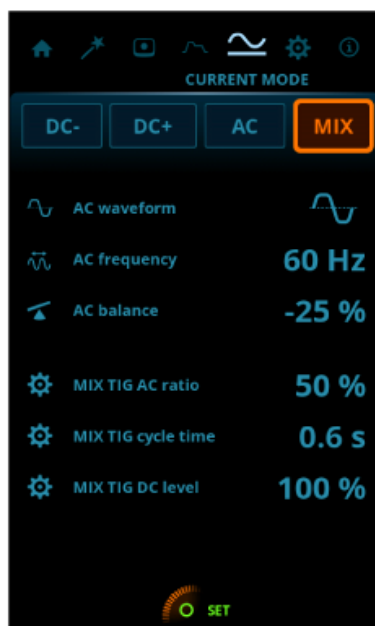 CURRENT MODE
DC- DC+ AC MIX
AC waveform
AC frequency 60 Hz
AC balance -25 %
MIX TIG AC ratio 50 %
MIX TIG cycle time 0.6 s
MIX TIG DC level 100 %
SET